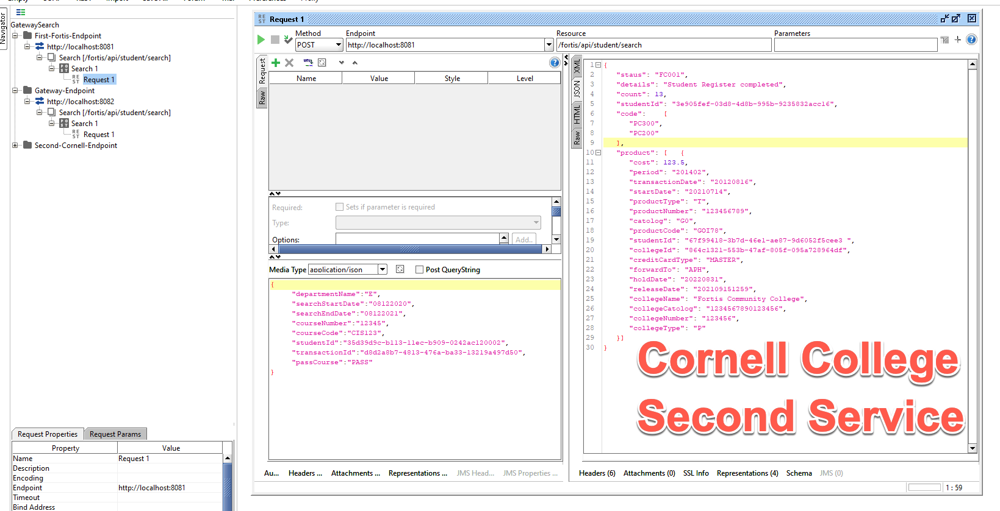 Navigator
GatewaySearch
First-Fortis-Endpoint
http://localhost:8081
Search [/fortis/api/student/search]
Search 1
Request 1
Gateway-Endpoint
http://localhost:8082
Search [/fortis/api/student/search]
Search 1
Request 1
Second-Cornell-Endpoint
Request Properties Request Params
Property Value
Name Request 1
Description
Encoding
Endpoint http://localhost:8081
Timeout
Bind Address
REST Request 1
Method Endpoint Resource Parameters
POST http://localhost:8081 /fortis/api/student/search
Request
Raw
Name Value Style Level
Required: Sets if parameter is required
Type:
Options: Add..
Media Type application/json Post QueryString
{
"departmentName":"E",
"searchStartDate":"08122020",
"searchEndDate":"08122021",
"courseNumber":"12345",
"courseCode":"CIS123",
"studentId":"35d39d9c-b113-11ec-b909-0242ac120002",
"transactionId":"d8d2a8b7-4813-476a-ba33-13219a497d50",
"passCourse":"PASS"
}
Au... Headers ... Attachments ... Representations ... JMS Head... JMS Properties ...
XML
JSON
HTML
Raw
1 {
2 "staus": "FC001",
3 "details": "Student Register completed",
4 "count": 13,
5 "studentId": "3e905fef-03d8-4d8b-995b-9235832acc16",
6 "code": [
7 "PC300",
8 "PC200"
9 ],
10 "product": [ {
11 "cost": 123.5,
12 "period": "201402",
13 "transactionDate": "20120816",
14 "startDate": "20210714",
15 "productType": "T",
16 "productNumber": "123456789",
17 "catolog": "G0",
18 "productCode": "GOI78",
19 "studentId": "67f99418-3b7d-46e1-ae87-9d6052f5cee3 ",
20 "collegeId": "864c1321-553b-47af-805f-095a728964df",
21 "creditCardType": "MASTER",
22 "forwardTo": "APH",
23 "holdDate": "20220831",
24 "releaseDate": "202109151259",
25 "collegeName": "Fortis Community College",
26 "collegeCatolog": "1234567890123456",
27 "collegeNumber": "123456",
28 "collegeType": "P"
29 }]
30 }
Cornell College
Second Service
Headers (6) Attachments (0) SSL Info Representations (4) Schema JMS (0)
1 : 59